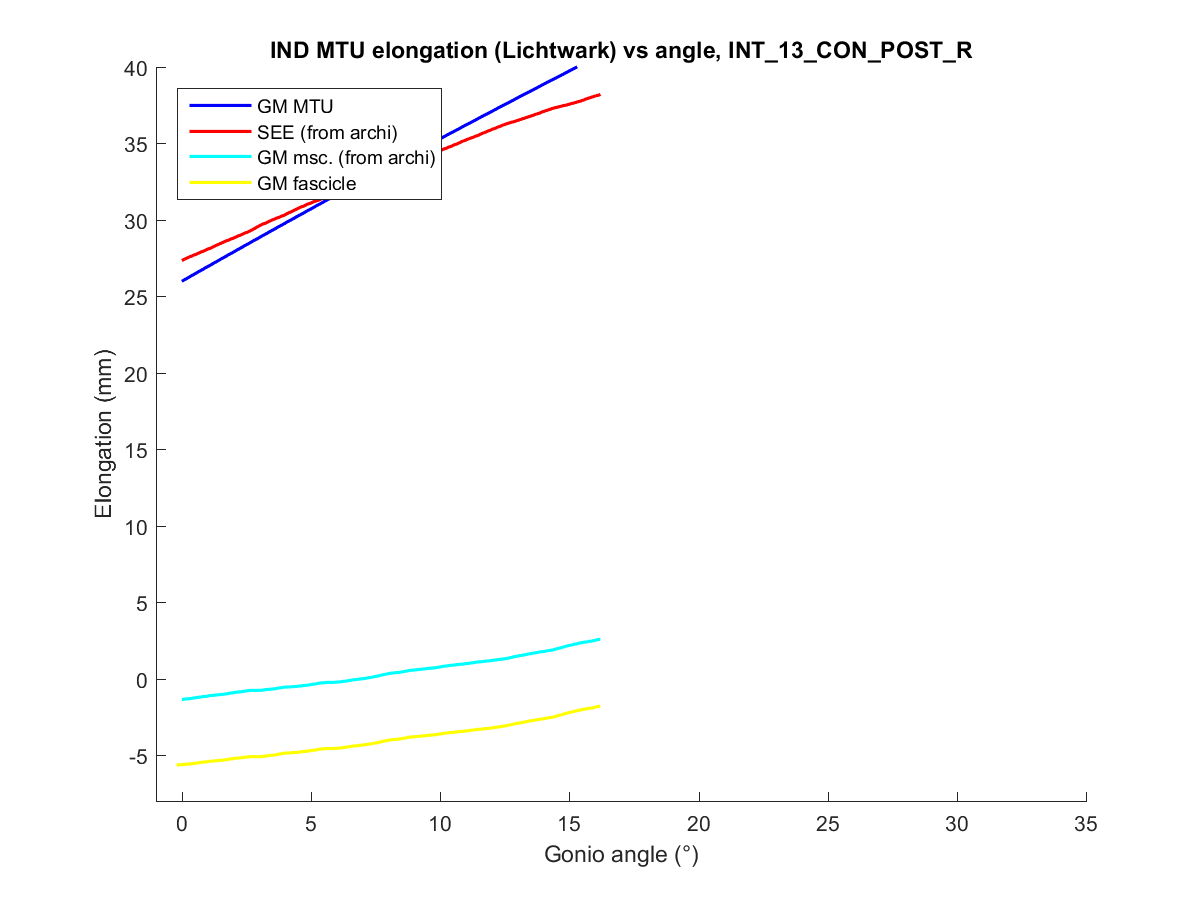 IND MTU elongation (Lichtwark) vs angle, INT_13_CON_POST_R
40
35
30
25
20
15
10
5
0
-5
Elongation (mm)
GM MTU
SEE (from archi)
GM msc. (from archi)
GM fascicle
0 5 10 15 20 25 30 35
Gonio angle (°)